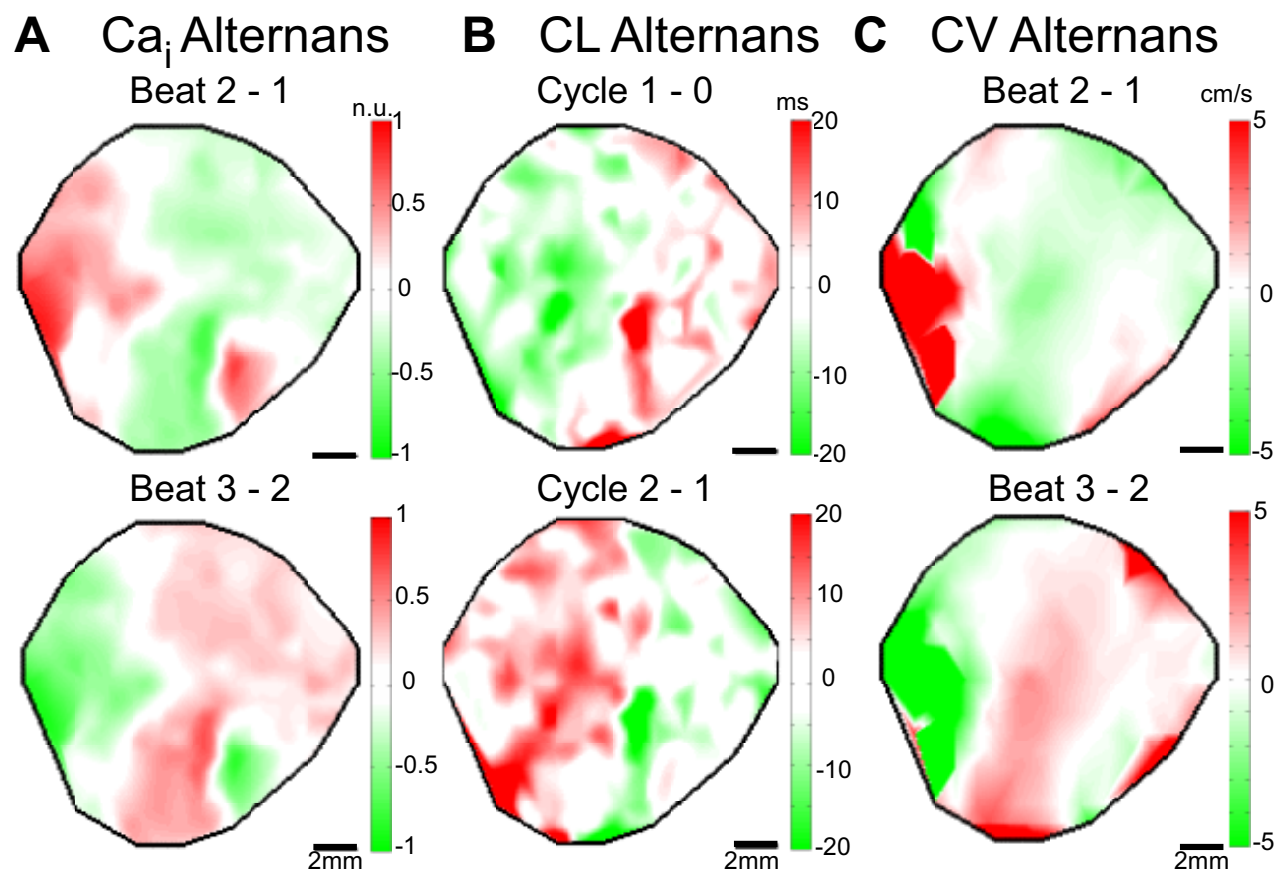 A Cai Alternans
B CL Alternans
C CV Alternans
Beat 2 - 1
Cycle 1 - 0
Beat 2 - 1
n.u.
1
0.5
0
-0.5
-1
ms
20
10
0
-10
-20
cm/s
5
0
-5
Beat 3 - 2
Cycle 2 - 1
Beat 3 - 2
1
0.5
0
-0.5
-1
2mm
20
10
0
-10
-20
2mm
5
0
-5
2mm